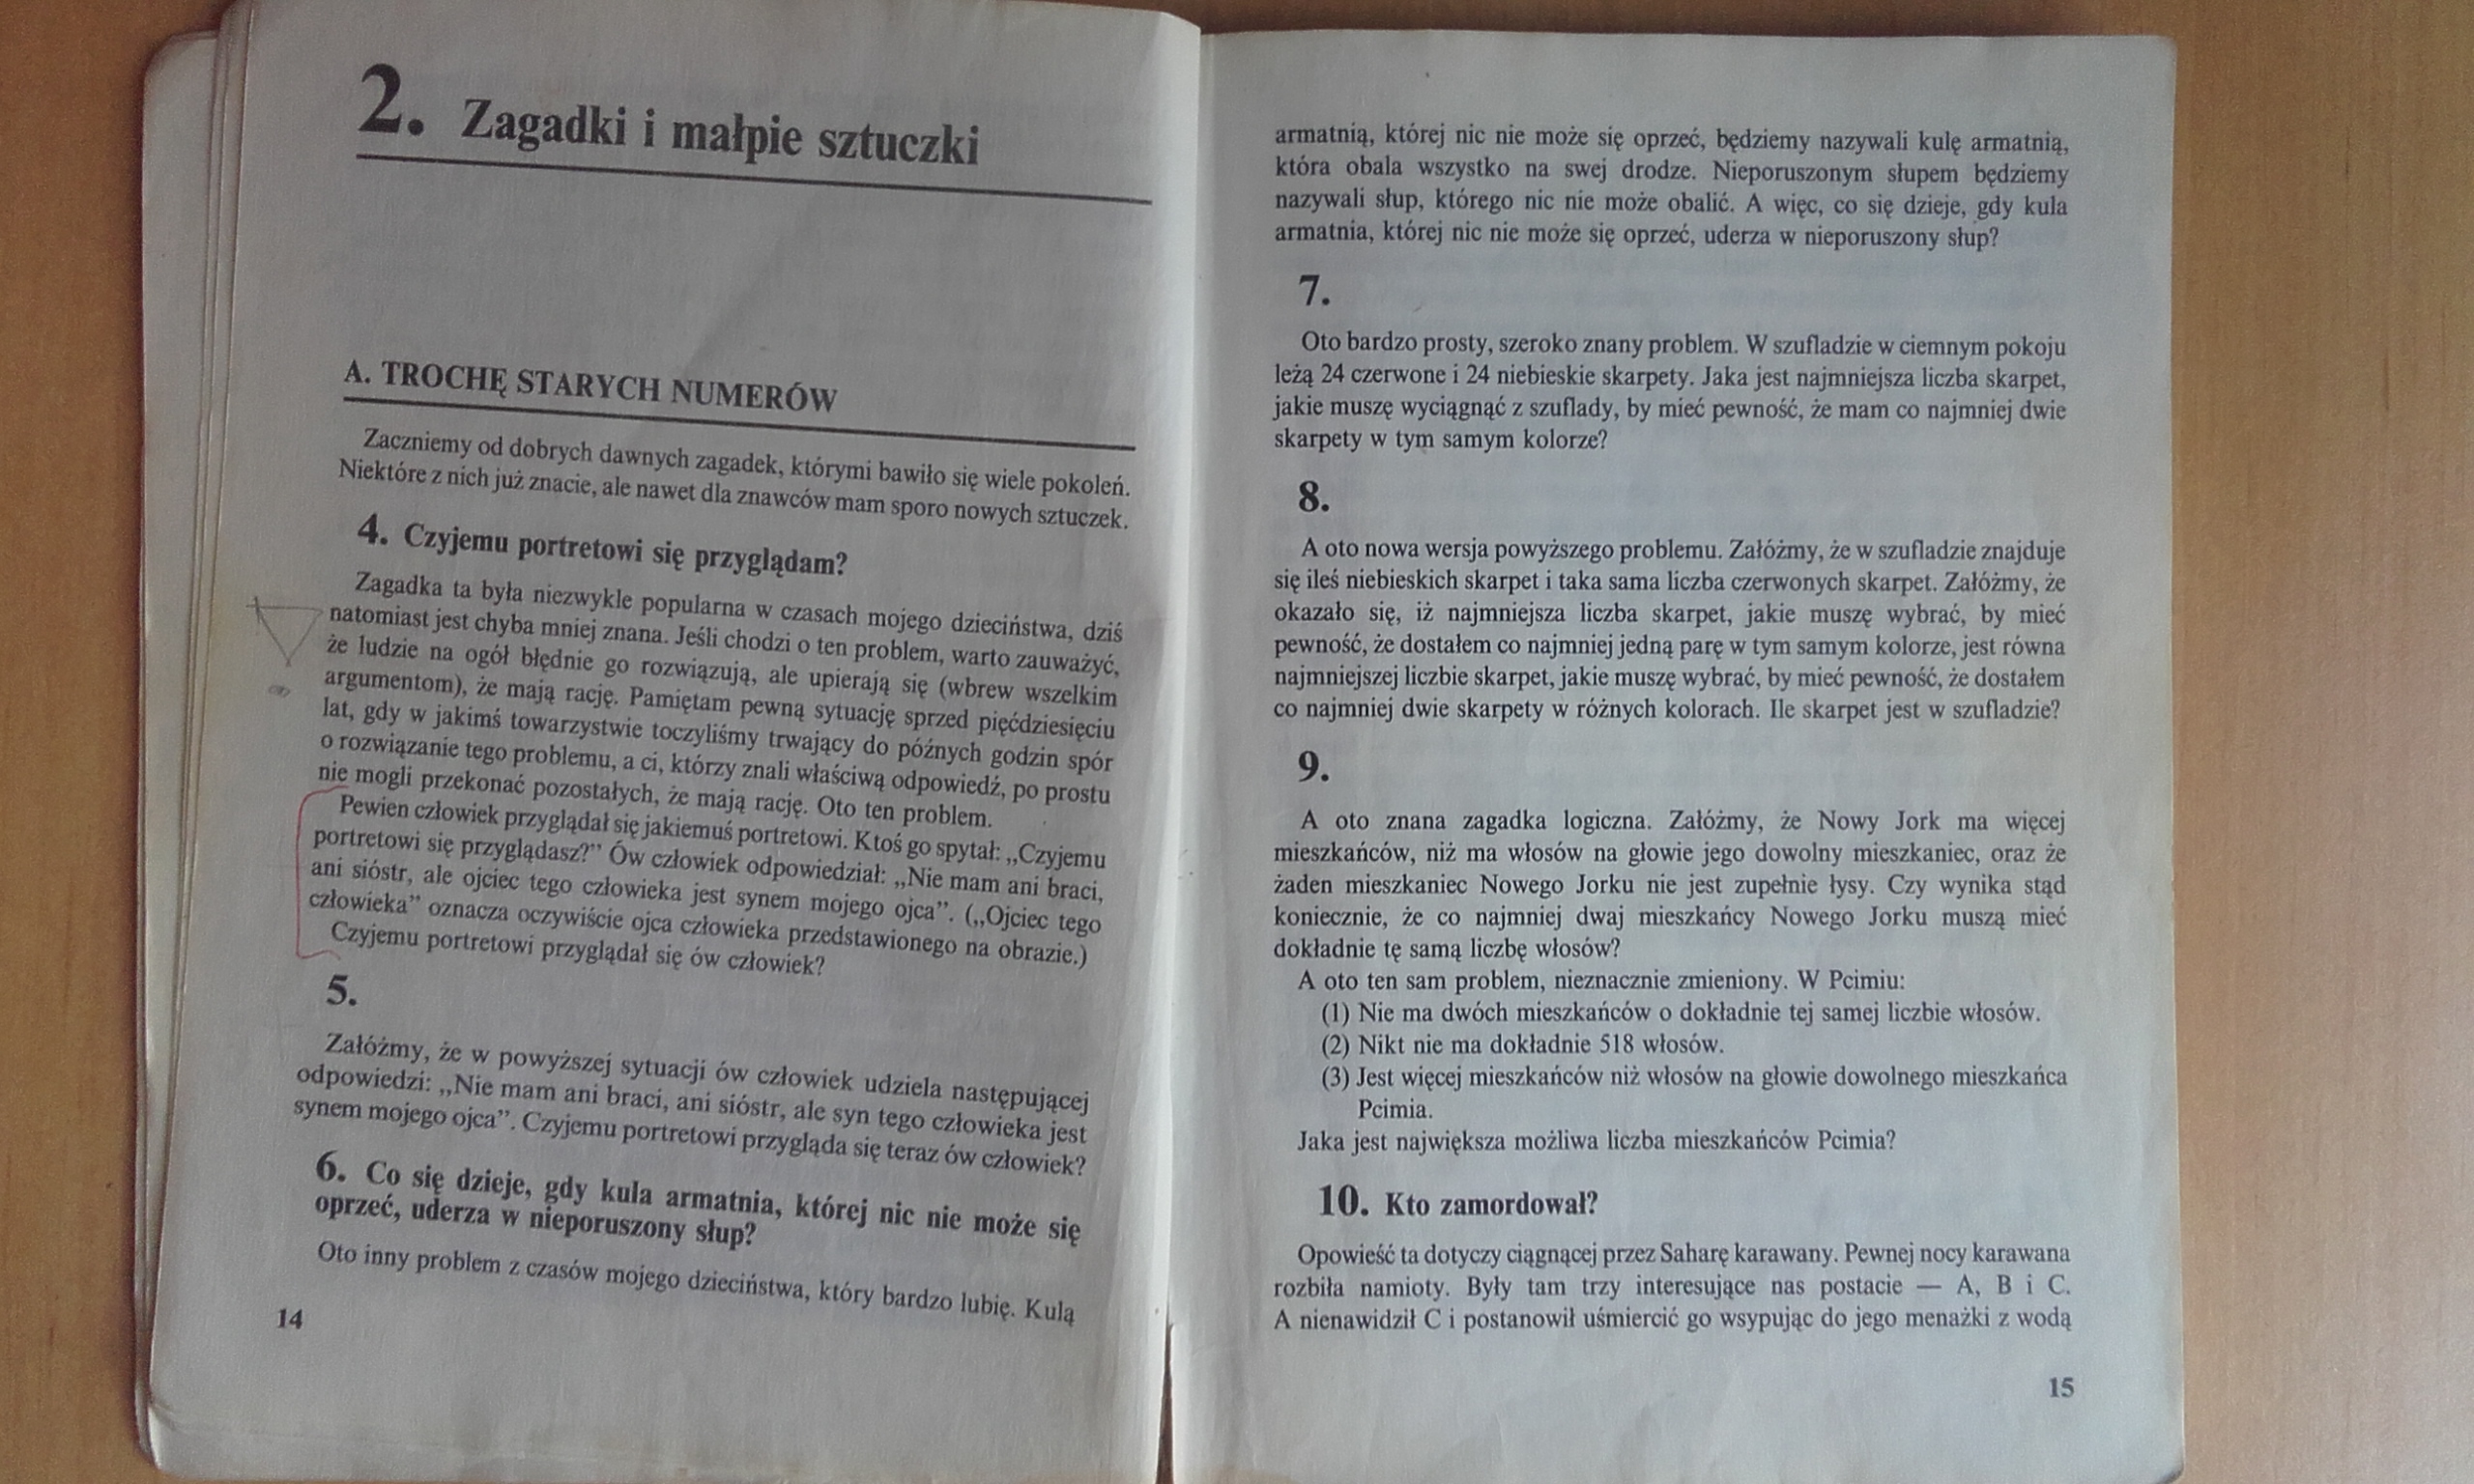 2. Zagadki i małpie sztuczki
A. TROCHĘ STARYCH NUMERÓW
Zaczniemy od dobrych dawnych zagadek, którymi bawiło się wiele pokoleń.
Niektóre z nich już znacie, ale nawet dla znawców mam sporo nowych sztuczek.
4. Czyjemu portretowi się przyglądam?
Zagadka ta była niezwykle popularna w czasach mojego dzieciństwa, dziś
natomiast jest chyba mniej znana. Jeśli chodzi o ten problem, warto zauważyć,
że ludzie na ogół błędnie go rozwiązują, ale upierają się (wbrew wszelkim
argumentom), że mają rację. Pamiętam pewną sytuację sprzed pięćdziesięciu
lat, gdy w jakimś towarzystwie toczyliśmy trwający do późnych godzin spór
o rozwiązanie tego problemu, a ci, którzy znali właściwą odpowiedź, po prostu
nie mogli przekonać pozostałych, że mają rację. Oto ten problem.
Pewien człowiek przyglądał się jakiemuś portretowi. Ktoś go spytał: „Czyjemu
portretowi się przyglądasz?” Ów człowiek odpowiedział: „Nie mam ani braci,
ani sióstr, ale ojciec tego człowieka jest synem mojego ojca”. („Ojciec tego
człowieka” oznacza oczywiście ojca człowieka przedstawionego na obrazie.)
Czyjemu portretowi przyglądał się ów człowiek?
5.
Załóżmy, że w powyższej sytuacji ów człowiek udziela następującej
odpowiedzi: „Nie mam ani braci, ani sióstr, ale syn tego człowieka jest
synem mojego ojca”. Czyjemu portretowi przygląda się teraz ów człowiek?
6. Co się dzieje, gdy kula armatnia, której nic nie może się
oprzeć, uderza w nieporuszony słup?
Oto inny problem z czasów mojego dzieciństwa, który bardzo lubię. Kulą
14
armatnią, której nic nie może się oprzeć, będziemy nazywali kulę armatnią,
która obala wszystko na swej drodze. Nieporuszonym słupem będziemy
nazywali słup, którego nic nie może obalić. A więc, co się dzieje, gdy kula
armatnia, której nic nie może się oprzeć, uderza w nieporuszony słup?
7.
Oto bardzo prosty, szeroko znany problem. W szufladzie w ciemnym pokoju
leżą 24 czerwone i 24 niebieskie skarpety. Jaka jest najmniejsza liczba skarpet,
jakie muszę wyciągnąć z szuflady, by mieć pewność, że mam co najmniej dwie
skarpety w tym samym kolorze?
8.
A oto nowa wersja powyższego problemu. Załóżmy, że w szufladzie znajduje
się ileś niebieskich skarpet i taka sama liczba czerwonych skarpet. Załóżmy, że
okazało się, iż najmniejsza liczba skarpet, jakie muszę wybrać, by mieć
pewność, że dostałem co najmniej jedną parę w tym samym kolorze, jest równa
najmniejszej liczbie skarpet, jakie muszę wybrać, by mieć pewność, że dostałem
co najmniej dwie skarpety w różnych kolorach. Ile skarpet jest w szufladzie?
9.
A oto znana zagadka logiczna. Załóżmy, że Nowy Jork ma więcej
mieszkańców, niż ma włosów na głowie jego dowolny mieszkaniec, oraz że
żaden mieszkaniec Nowego Jorku nie jest zupełnie łysy. Czy wynika stąd
koniecznie, że co najmniej dwaj mieszkańcy Nowego Jorku muszą mieć
dokładnie tę samą liczbę włosów?
A oto ten sam problem, nieznacznie zmieniony. W Pcimiu:
(1) Nie ma dwóch mieszkańców o dokładnie tej samej liczbie włosów.
(2) Nikt nie ma dokładnie 518 włosów.
(3) Jest więcej mieszkańców niż włosów na głowie dowolnego mieszkańca
Pcimia.
Jaka jest największa możliwa liczba mieszkańców Pcimia?
10. Kto zamordował?
Opowieść ta dotyczy ciągnącej przez Saharę karawany. Pewnej nocy karawana
rozbiła namioty. Były tam trzy interesujące nas postacie — A, B i C.
A nienawidził C i postanowił uśmiercić go wsypując do jego menażki z wodą
15